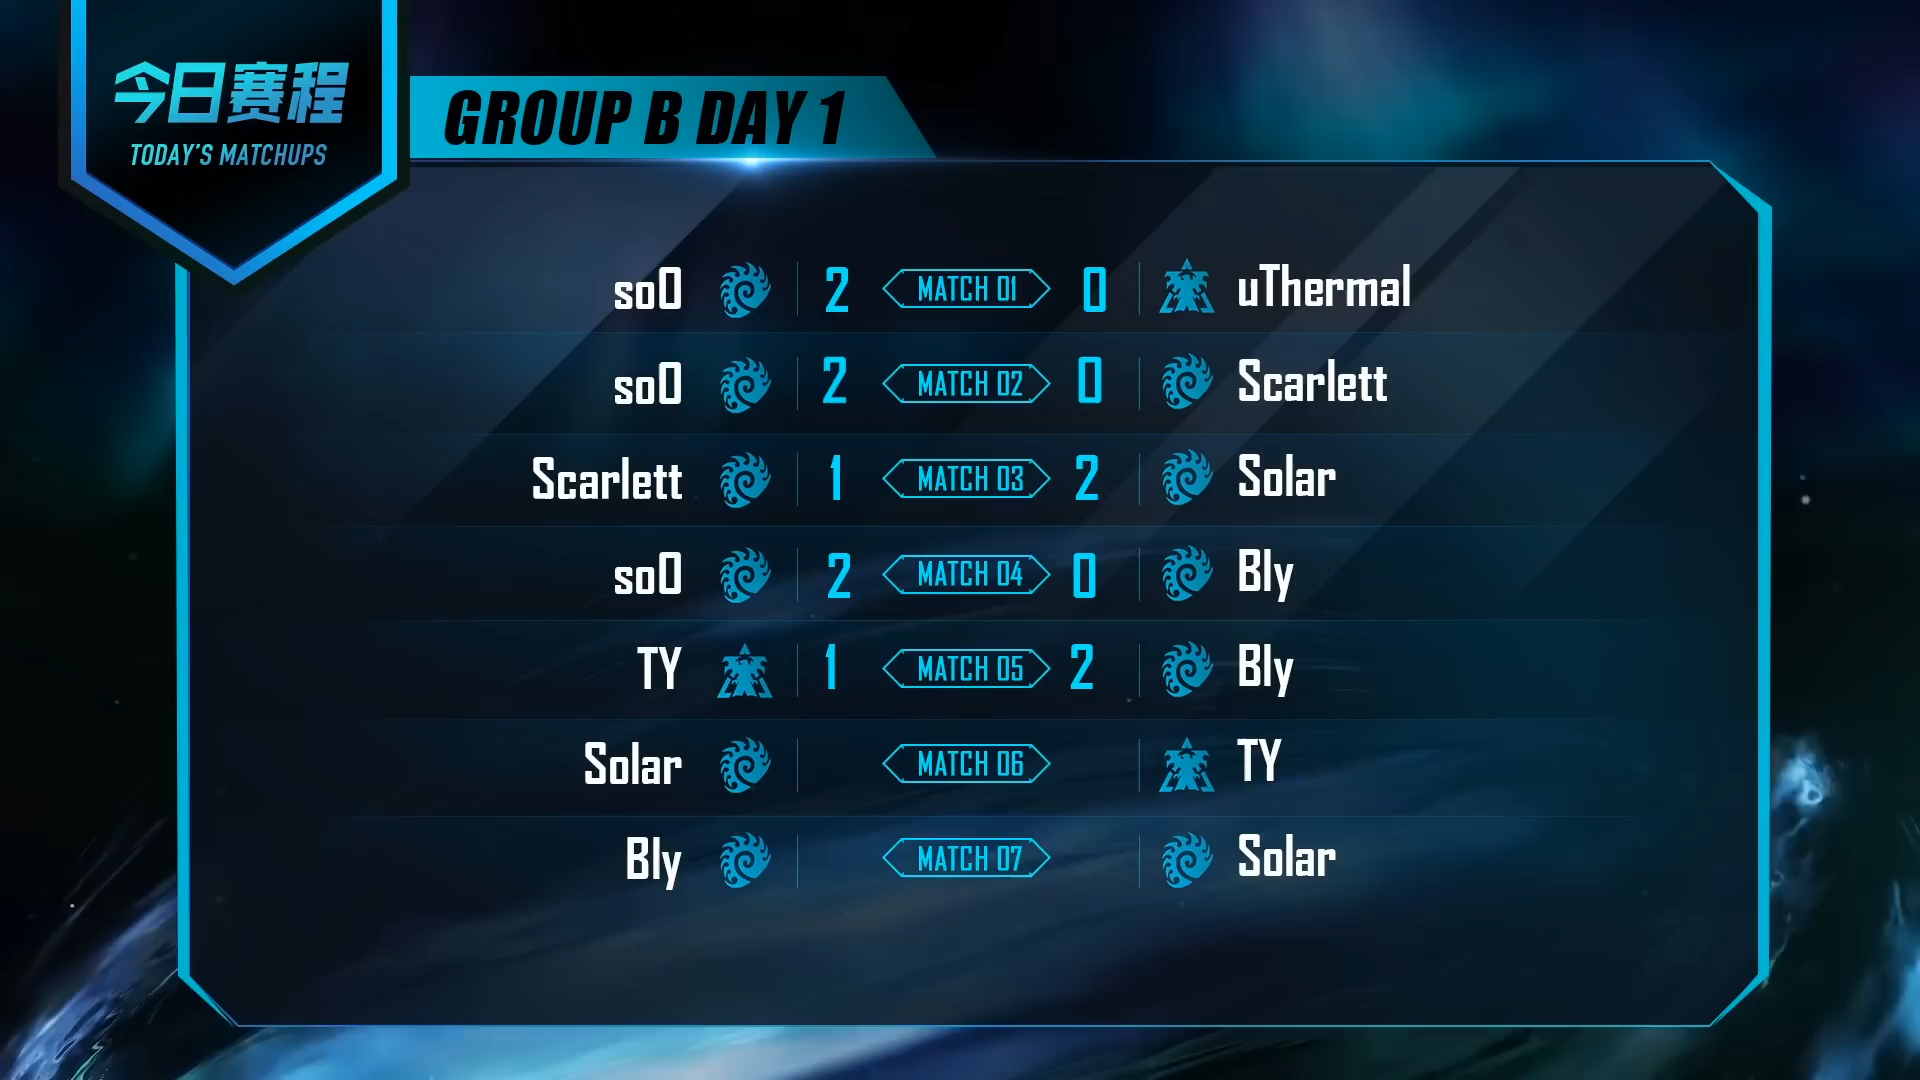 今日赛程
TODAY'S MATCHUPS
GROUP B DAY 1
soO 2 MATCH 01 0 uThermal
soO 2 MATCH 02 0 Scarlett
Scarlett 1 MATCH 03 2 Solar
soO 2 MATCH 04 0 Bly
TY 1 MATCH 05 2 Bly
Solar MATCH 06 TY
Bly MATCH 07 Solar